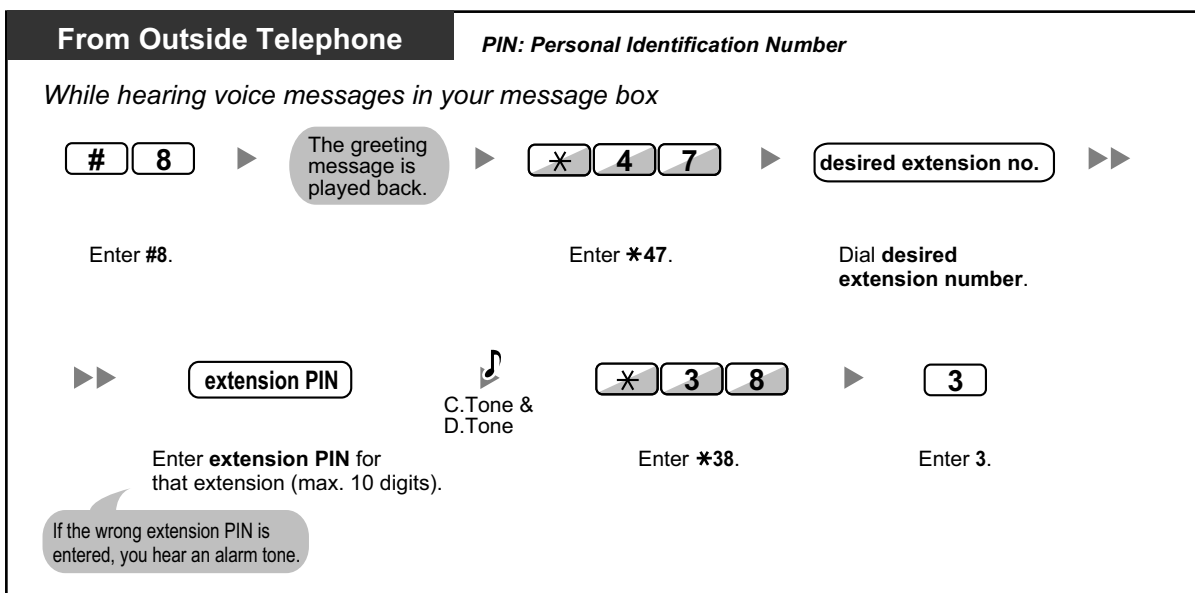 From Outside Telephone
PIN: Personal Identification Number
While hearing voice messages in your message box
# 8
The greeting
message is
played back.
* 4 7
desired extension no.
Enter #8.
Enter *47.
Dial desired
extension number.
extension PIN
C.Tone &
D.Tone
* 3 8
3
Enter extension PIN for
that extension (max. 10 digits).
Enter *38.
Enter 3.
If the wrong extension PIN is
entered, you hear an alarm tone.